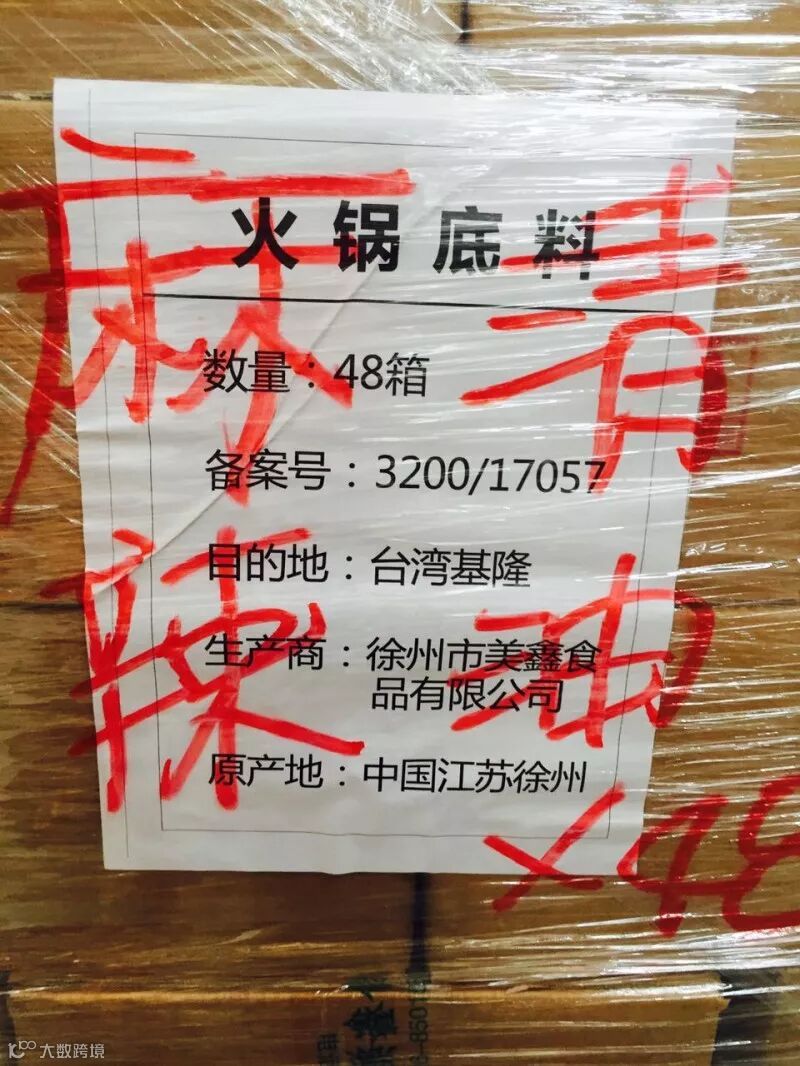 火锅底料
数量：48箱
备案号：3200/17057
目的地：台湾基隆
生产商：徐州市美鑫食
品有限公司
原产地：中国江苏徐州
麻辣
清油
×48
大数跨境